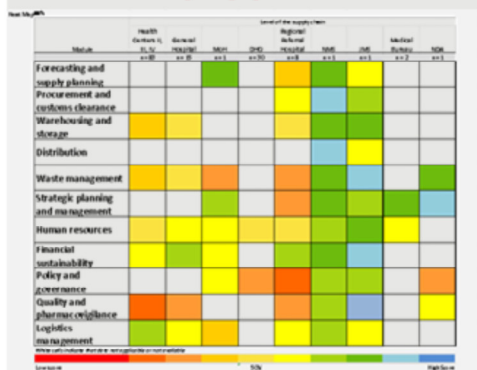 Level of the supply chain
Module
Health Centers II, III, IV
General Hospital
MoH
DHO
Regional Referral Hospital
NMS
JMS
Medical Bureau
NDA
Forecasting and
supply planning
Procurement and
customs clearance
Warehousing and
storage
Distribution
Waste management
Strategic planning
and management
Human resources
Financial
sustainability
Policy and
governance
Quality and
pharmacovigilance
Logistics
management
50%